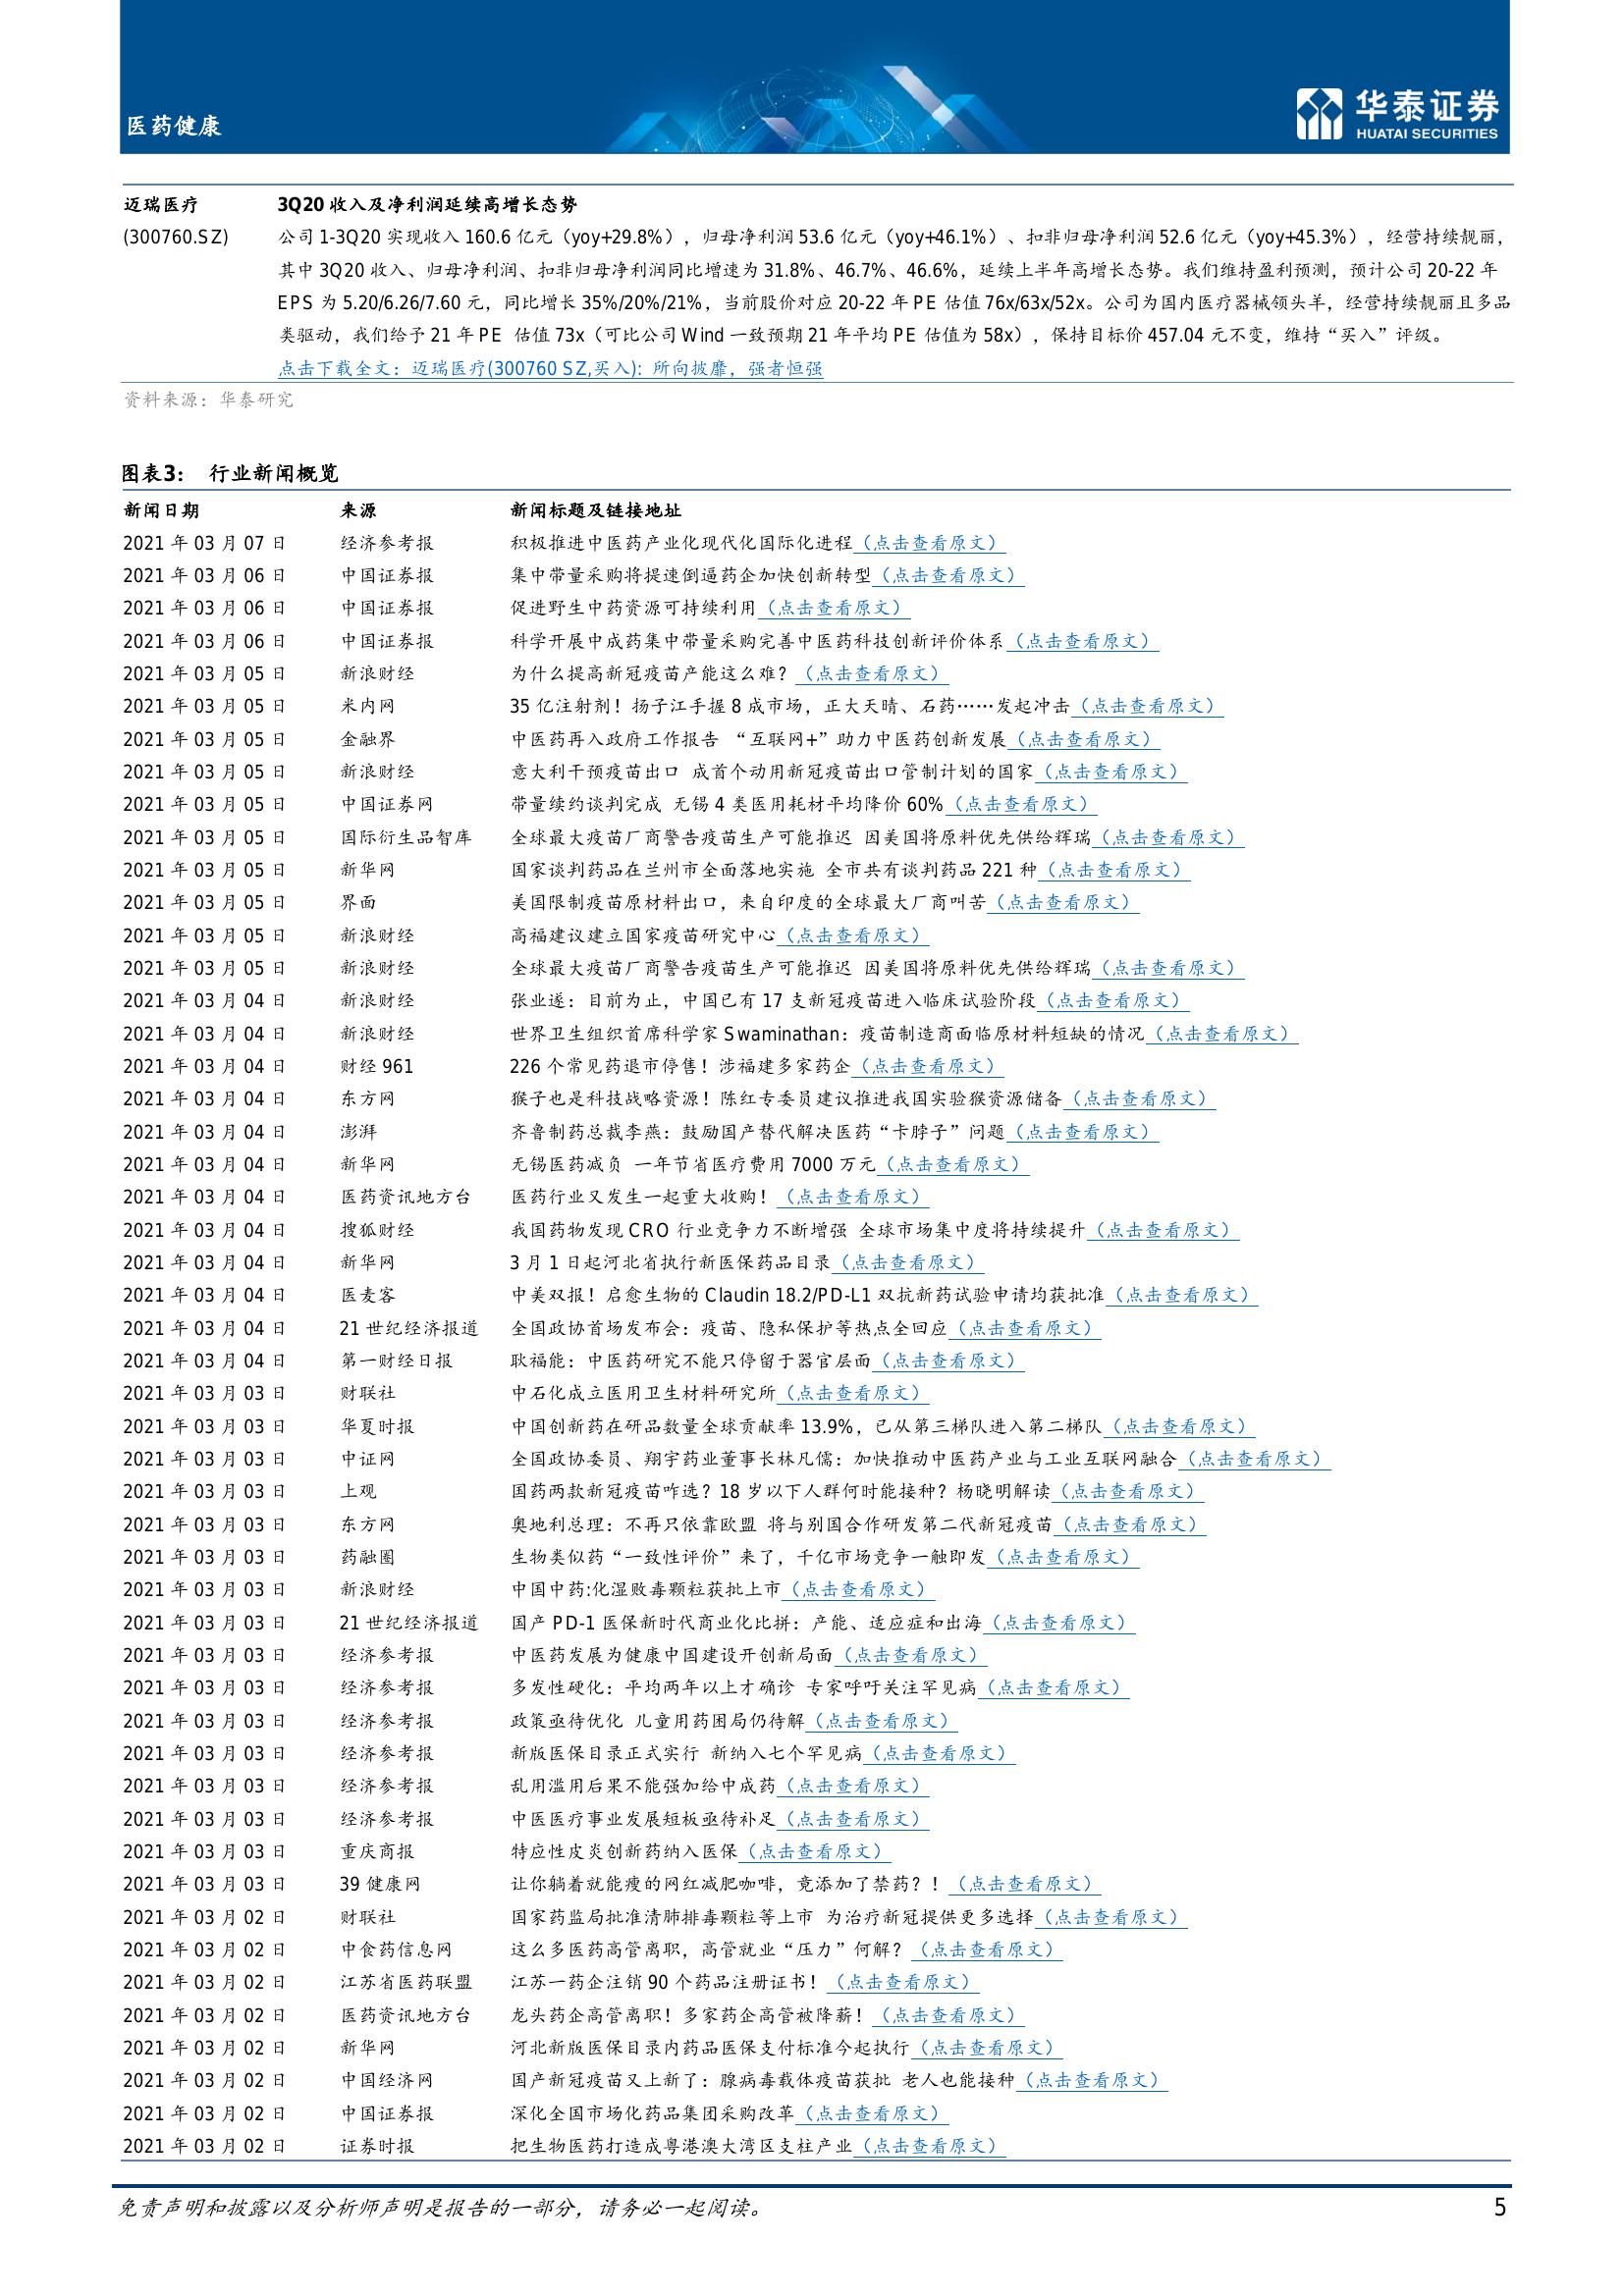 医药健康
华泰证券
HUATAI SECURITIES
迈瑞医疗 3Q20 收入及净利润延续高增长态势
(300760.SZ) 公司 1-3Q20 实现收入 160.6 亿元（yoy+29.8%），归母净利润 53.6 亿元（yoy+46.1%）、扣非归母净利润 52.6 亿元（yoy+45.3%），经营持续靓丽，
其中 3Q20 收入、归母净利润、扣非归母净利润同比增速为 31.8%、46.7%、46.6%，延续上半年高增长态势。我们维持盈利预测，预计公司 20-22 年
EPS 为 5.20/6.26/7.60 元，同比增长 35%/20%/21%，当前股价对应 20-22 年 PE 估值 76x/63x/52x。公司为国内医疗器械领头羊，经营持续靓丽且多品
类驱动，我们给予 21 年 PE 估值 73x（可比公司 Wind 一致预期 21 年平均 PE 估值为 58x），保持目标价 457.04 元不变，维持“买入”评级。
点击下载全文：迈瑞医疗(300760 SZ,买入): 所向披靡，强者恒强
资料来源：华泰研究
图表3： 行业新闻概览
新闻日期 来源 新闻标题及链接地址
2021 年 03 月 07 日 经济参考报 积极推进中医药产业化现代化国际化进程（点击查看原文）
2021 年 03 月 06 日 中国证券报 集中带量采购将提速倒逼药企加快创新转型（点击查看原文）
2021 年 03 月 06 日 中国证券报 促进野生中药资源可持续利用（点击查看原文）
2021 年 03 月 06 日 中国证券报 科学开展中成药集中带量采购完善中医药科技创新评价体系（点击查看原文）
2021 年 03 月 05 日 新浪财经 为什么提高新冠疫苗产能这么难？（点击查看原文）
2021 年 03 月 05 日 米内网 35 亿注射剂！扬子江手握 8 成市场，正大天晴、石药……发起冲击（点击查看原文）
2021 年 03 月 05 日 金融界 中医药再入政府工作报告 “互联网+”助力中医药创新发展（点击查看原文）
2021 年 03 月 05 日 新浪财经 意大利干预疫苗出口 成首个动用新冠疫苗出口管制计划的国家（点击查看原文）
2021 年 03 月 05 日 中国证券网 带量续约谈判完成 无锡 4 类医用耗材平均降价 60%（点击查看原文）
2021 年 03 月 05 日 国际衍生品智库 全球最大疫苗厂商警告疫苗生产可能推迟 因美国将原料优先供给辉瑞（点击查看原文）
2021 年 03 月 05 日 新华网 国家谈判药品在兰州市全面落地实施 全市共有谈判药品 221 种（点击查看原文）
2021 年 03 月 05 日 界面 美国限制疫苗原材料出口，来自印度的全球最大厂商叫苦（点击查看原文）
2021 年 03 月 05 日 新浪财经 高福建议建立国家疫苗研究中心（点击查看原文）
2021 年 03 月 05 日 新浪财经 全球最大疫苗厂商警告疫苗生产可能推迟 因美国将原料优先供给辉瑞（点击查看原文）
2021 年 03 月 05 日 新浪财经 张业遂：目前为止，中国已有 17 支新冠疫苗进入临床试验阶段（点击查看原文）
2021 年 03 月 04 日 新浪财经 世界卫生组织首席科学家 Swaminathan：疫苗制造商面临原材料短缺的情况（点击查看原文）
2021 年 03 月 04 日 财经 961 226 个常见药退市停售！涉福建多家药企（点击查看原文）
2021 年 03 月 04 日 东方网 猴子也是科技战略资源！陈红专委员建议推进我国实验猴资源储备（点击查看原文）
2021 年 03 月 04 日 澎湃 齐鲁制药总裁李燕：鼓励国产替代解决医药“卡脖子”问题（点击查看原文）
2021 年 03 月 04 日 新华网 无锡医药减负 一年节省医疗费用 7000 万元（点击查看原文）
2021 年 03 月 04 日 医药资讯地方台 医药行业又发生一起重大收购！（点击查看原文）
2021 年 03 月 04 日 搜狐财经 我国药物发现 CRO 行业竞争力不断增强 全球市场集中度将持续提升（点击查看原文）
2021 年 03 月 04 日 新华网 3 月 1 日起河北省执行新医保药品目录（点击查看原文）
2021 年 03 月 04 日 医麦客 中美双报！启愈生物的 Claudin 18.2/PD-L1 双抗新药试验申请均获批准（点击查看原文）
2021 年 03 月 04 日 21 世纪经济报道 全国政协首场发布会：疫苗、隐私保护等热点全回应（点击查看原文）
2021 年 03 月 04 日 第一财经日报 耿福能：中医药研究不能只停留于器官层面（点击查看原文）
2021 年 03 月 03 日 财联社 中石化成立医用卫生材料研究所（点击查看原文）
2021 年 03 月 03 日 华夏时报 中国创新药在研品数量全球贡献率 13.9%，已从第三梯队进入第二梯队（点击查看原文）
2021 年 03 月 03 日 中证网 全国政协委员、翔宇药业董事长林凡儒：加快推动中医药产业与工业互联网融合（点击查看原文）
2021 年 03 月 03 日 上观 国药两款新冠疫苗咋选？18 岁以下人群何时能接种？杨晓明解读（点击查看原文）
2021 年 03 月 03 日 东方网 奥地利总理：不再只依靠欧盟 将与别国合作研发第二代新冠疫苗（点击查看原文）
2021 年 03 月 03 日 药融圈 生物类似药“一致性评价”来了，千亿市场竞争一触即发（点击查看原文）
2021 年 03 月 03 日 新浪财经 中国中药:化湿败毒颗粒获批上市（点击查看原文）
2021 年 03 月 03 日 21 世纪经济报道 国产 PD-1 医保新时代商业化比拼：产能、适应症和出海（点击查看原文）
2021 年 03 月 03 日 经济参考报 中医药发展为健康中国建设开创新局面（点击查看原文）
2021 年 03 月 03 日 经济参考报 多发性硬化：平均两年以上才确诊 专家呼吁关注罕见病（点击查看原文）
2021 年 03 月 03 日 经济参考报 政策亟待优化 儿童用药困局仍待解（点击查看原文）
2021 年 03 月 03 日 经济参考报 新版医保目录正式实行 新纳入七个罕见病（点击查看原文）
2021 年 03 月 03 日 经济参考报 乱用滥用后果不能强加给中成药（点击查看原文）
2021 年 03 月 03 日 经济参考报 中医医疗事业发展短板亟待补足（点击查看原文）
2021 年 03 月 03 日 重庆商报 特应性皮炎创新药纳入医保（点击查看原文）
2021 年 03 月 03 日 39 健康网 让你躺着就能瘦的网红减肥咖啡，竟添加了禁药？！（点击查看原文）
2021 年 03 月 02 日 财联社 国家药监局批准清肺排毒颗粒等上市 为治疗新冠提供更多选择（点击查看原文）
2021 年 03 月 02 日 中食药信息网 这么多医药高管离职，高管就业“压力”何解？（点击查看原文）
2021 年 03 月 02 日 江苏省医药联盟 江苏一药企注销 90 个药品注册证书！（点击查看原文）
2021 年 03 月 02 日 医药资讯地方台 龙头药企高管离职！多家药企高管被降薪！（点击查看原文）
2021 年 03 月 02 日 新华网 河北新版医保目录内药品医保支付标准今起执行（点击查看原文）
2021 年 03 月 02 日 中国经济网 国产新冠疫苗又上新了：腺病毒载体疫苗获批 老人也能接种（点击查看原文）
2021 年 03 月 02 日 中国证券报 深化全国市场化药品集团采购改革（点击查看原文）
2021 年 03 月 02 日 证券时报 把生物医药打造成粤港澳大湾区支柱产业（点击查看原文）
免责声明和披露以及分析师声明是报告的一部分，请务必一起阅读。 5